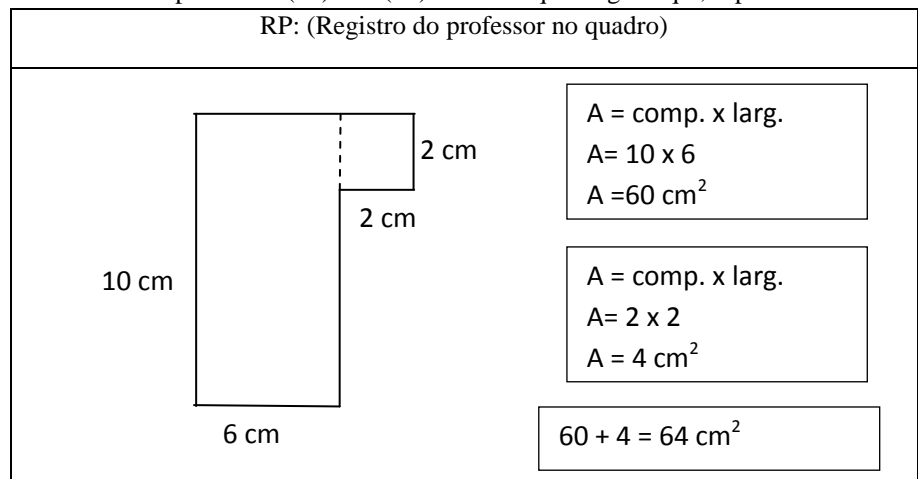 RP: (Registro do professor no quadro)
2 cm
2 cm
10 cm
6 cm
A = comp. x larg.
A= 10 x 6
A =60 cm²
A = comp. x larg.
A= 2 x 2
A = 4 cm²
60 + 4 = 64 cm²